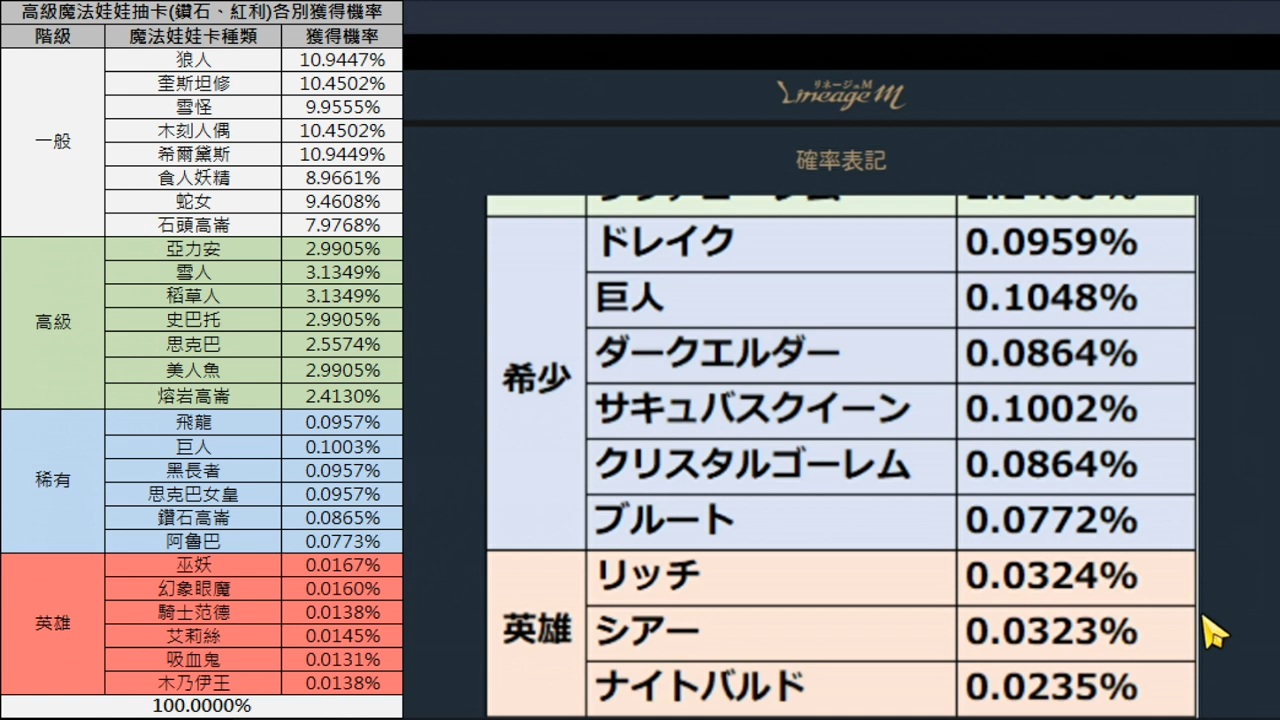 高級魔法娃娃抽卡(鑽石、紅利)各別獲得機率
階級 魔法娃娃卡種類 獲得機率
一般
狼人 10.9447%
奎斯坦修 10.4502%
雪怪 9.9555%
木刻人偶 10.4502%
希爾黛斯 10.9449%
食人妖精 8.9661%
蛇女 9.4608%
石頭高崙 7.9768%
高級
亞力安 2.9905%
雪人 3.1349%
稻草人 3.1349%
史巴托 2.9905%
思克巴 2.5574%
美人魚 2.9905%
熔岩高崙 2.4130%
稀有
飛龍 0.0957%
巨人 0.1003%
黑長者 0.0957%
思克巴女皇 0.0957%
鑽石高崙 0.0865%
阿魯巴 0.0773%
英雄
巫妖 0.0167%
幻象眼魔 0.0160%
騎士范德 0.0138%
艾莉絲 0.0145%
吸血鬼 0.0131%
木乃伊王 0.0138%
100.0000%
リネージュM
Lineage M
確率表記
希少
ドレイク 0.0959%
巨人 0.1048%
ダークエルダー 0.0864%
サキュバスクイーン 0.1002%
クリスタルゴーレム 0.0864%
ブルート 0.0772%
英雄
リッチ 0.0324%
シアー 0.0323%
ナイトバルド 0.0235%